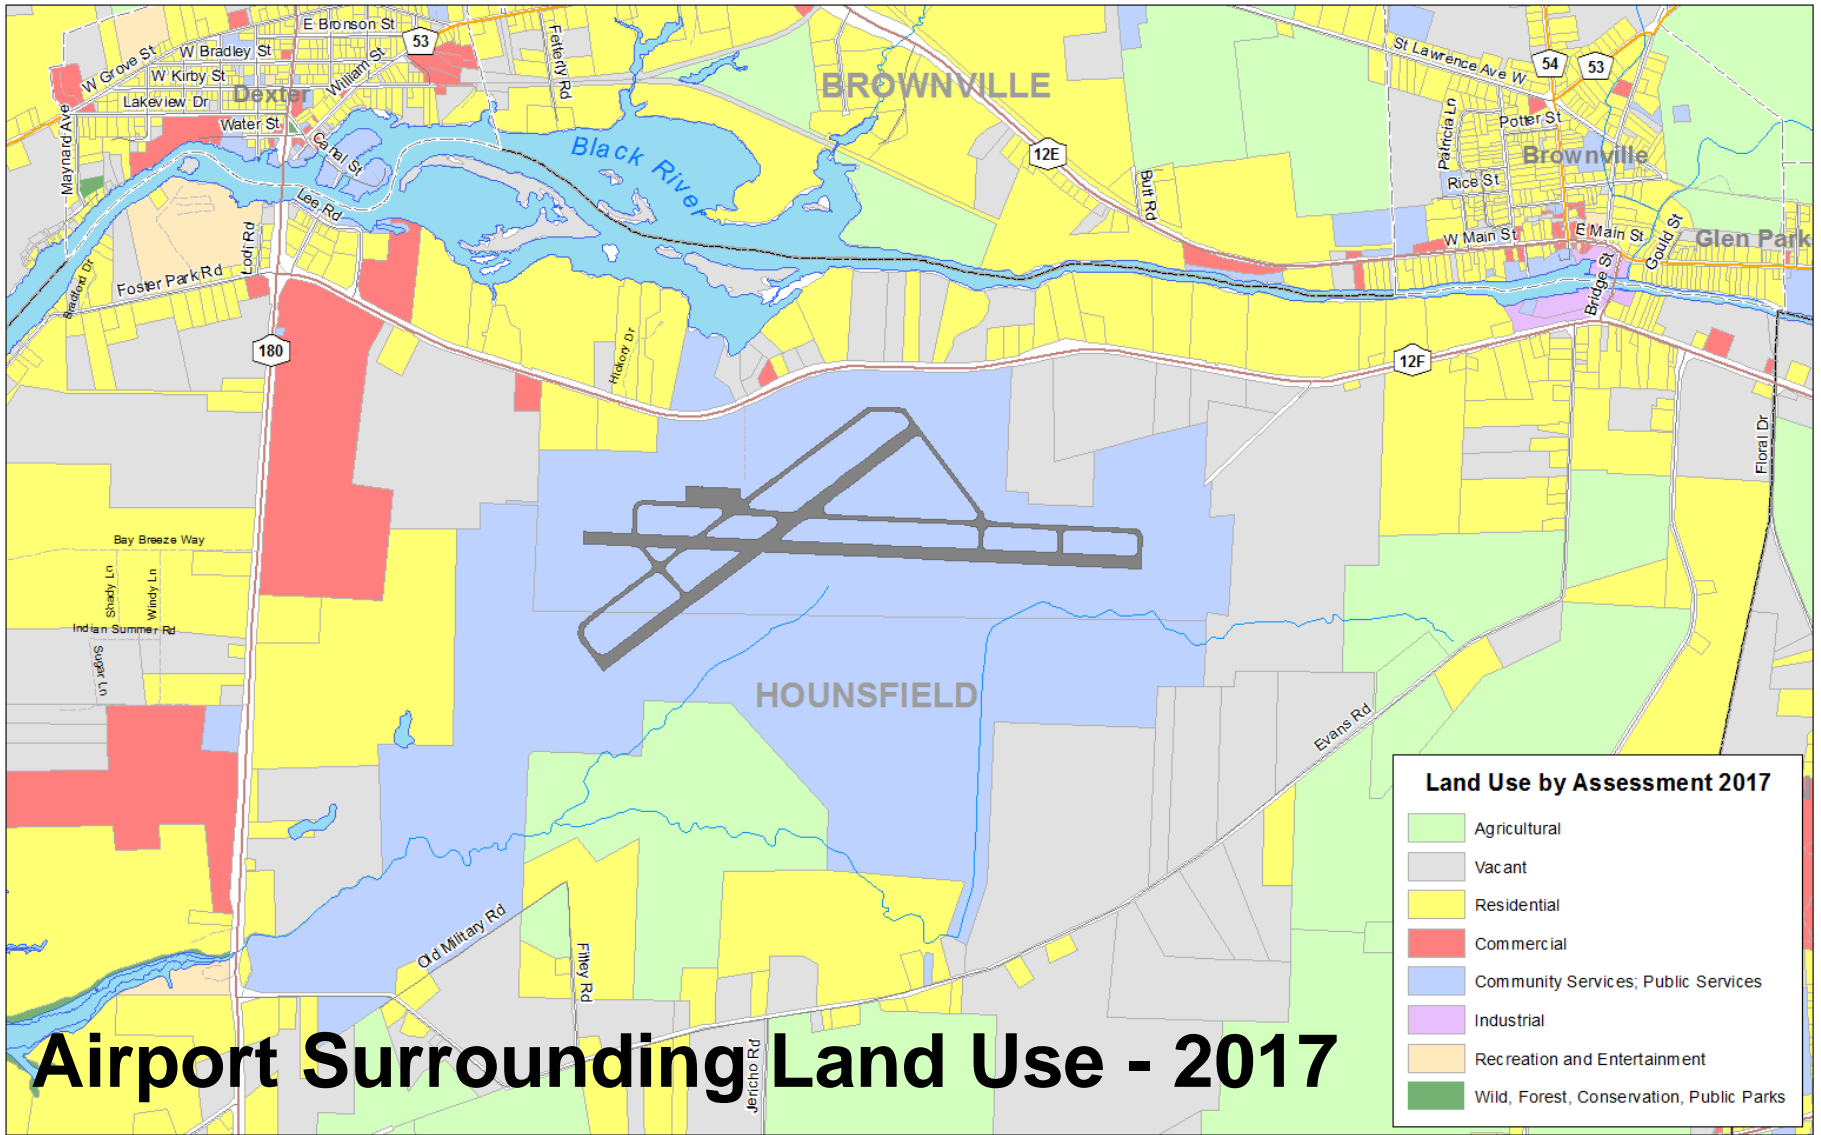 E Bronson St
53
W Bradley St
W Grove St
W Kirby St
William St
Fetterly Rd
Lakeview Dr
Dexter
Water St
Maynard Ave
Canal St
Lee Rd
Lodi Rd
Foster Park Rd
Bradford Dr
180
BROWNVILLE
Black River
12E
Butt Rd
St Lawrence Ave W
54
53
Patricia Ln
Potter St
Brownville
Rice St
W Main St
E Main St
Gould St
Glen Park
Bridge St
12F
Hickory Dr
Floral Dr
Bay Breeze Way
Shady Ln
Windy Ln
Indian Summer Rd
Sugar Ln
HOUNSFIELD
Evans Rd
Old Military Rd
Filley Rd
Jericho Rd
Land Use by Assessment 2017
Agricultural
Vacant
Residential
Commercial
Community Services; Public Services
Industrial
Recreation and Entertainment
Wild, Forest, Conservation, Public Parks
Airport Surrounding Land Use - 2017